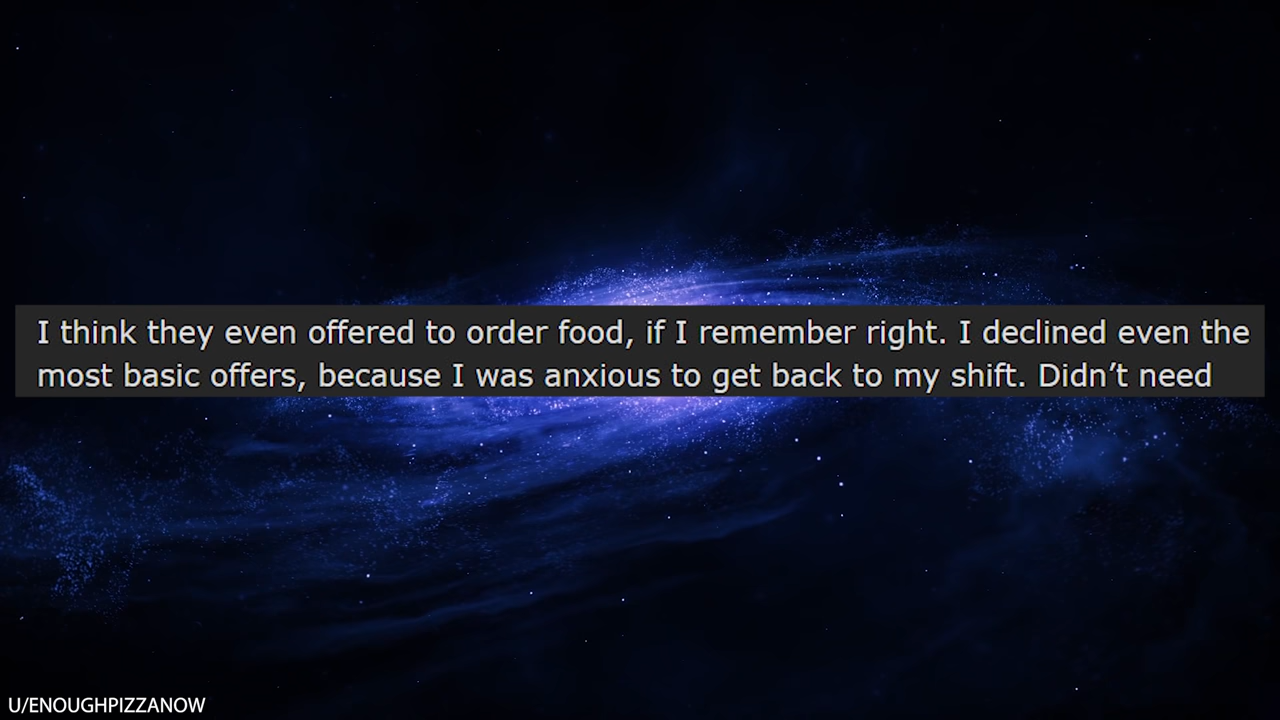 I think they even offered to order food, if I remember right. I declined even the
most basic offers, because I was anxious to get back to my shift. Didn’t need
U/ENOUGHPIZZANOW